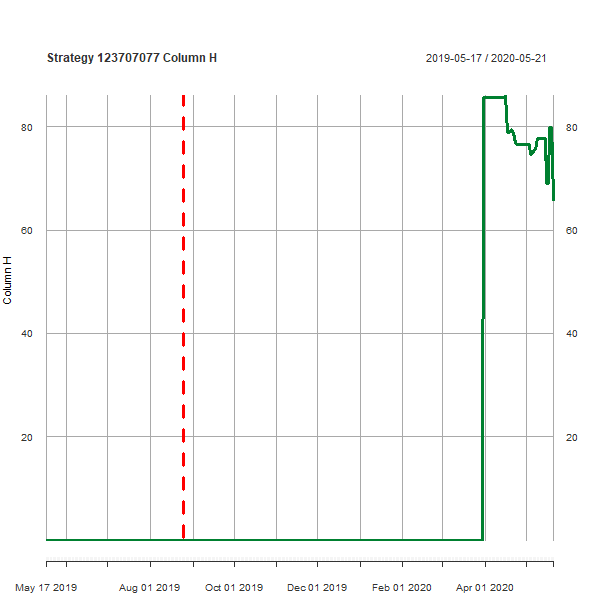 Strategy 123707077 Column H
2019-05-17 / 2020-05-21
80
80
60
60
Column H
40
40
20
20
May 17 2019
Aug 01 2019
Oct 01 2019
Dec 01 2019
Feb 01 2020
Apr 01 2020